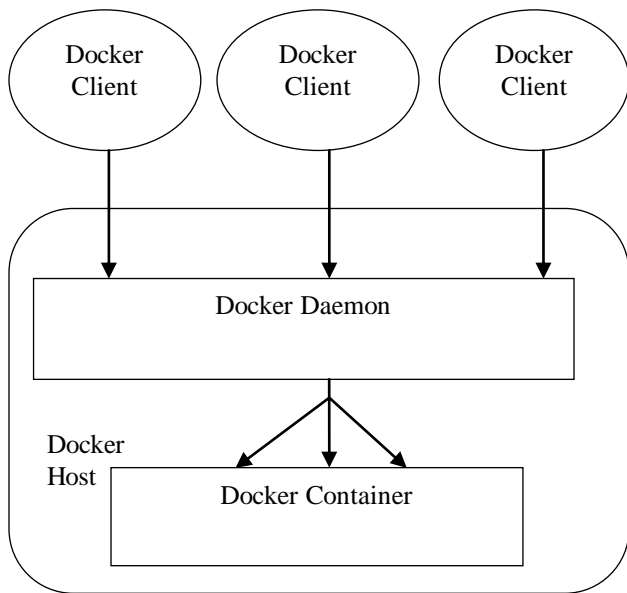 Docker
Client
Docker
Client
Docker
Client
Docker Daemon
Docker
Host
Docker Container